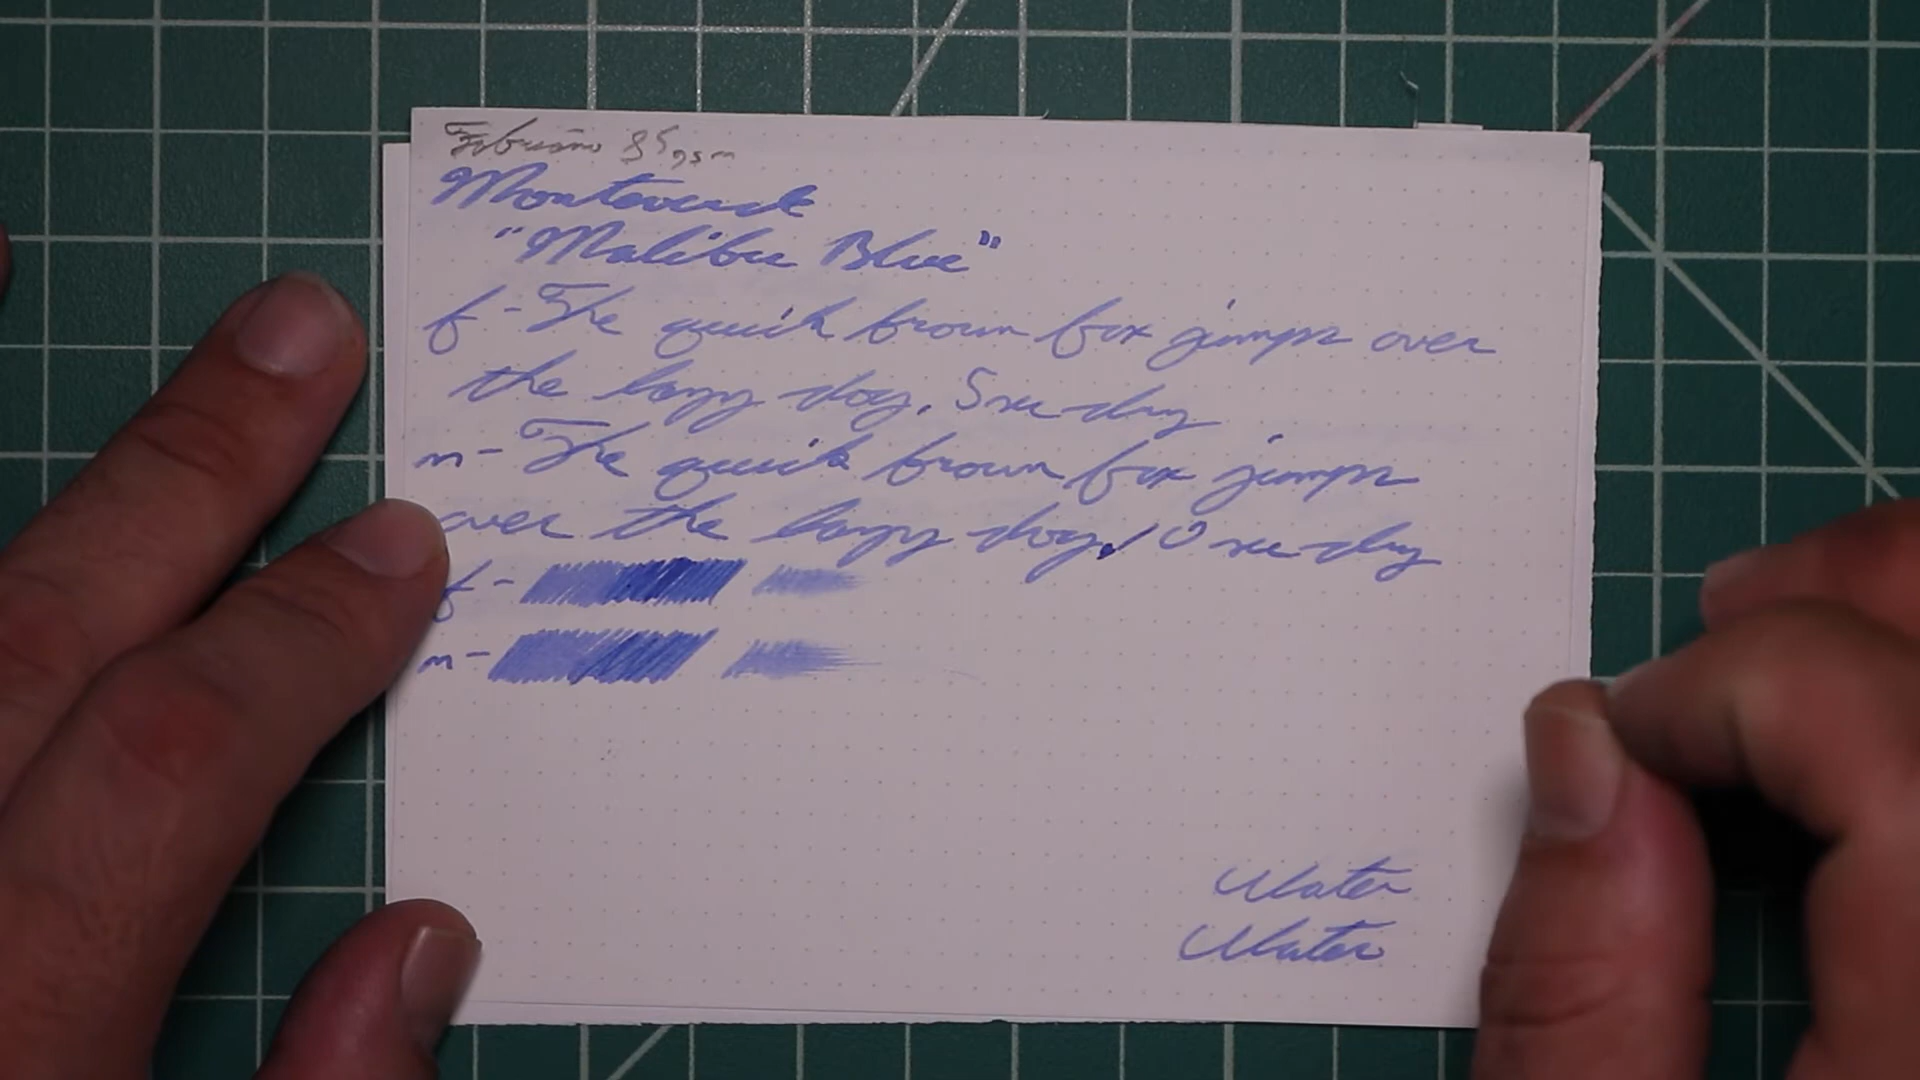 Fabriano 85gsm
Monteverde
"Malibu Blue"
f - The quick brown fox jumps over
the lazy dog. 5 sec dry
m - The quick brown fox jumps
over the lazy dog, sec dry
f -
m -
Water
Water